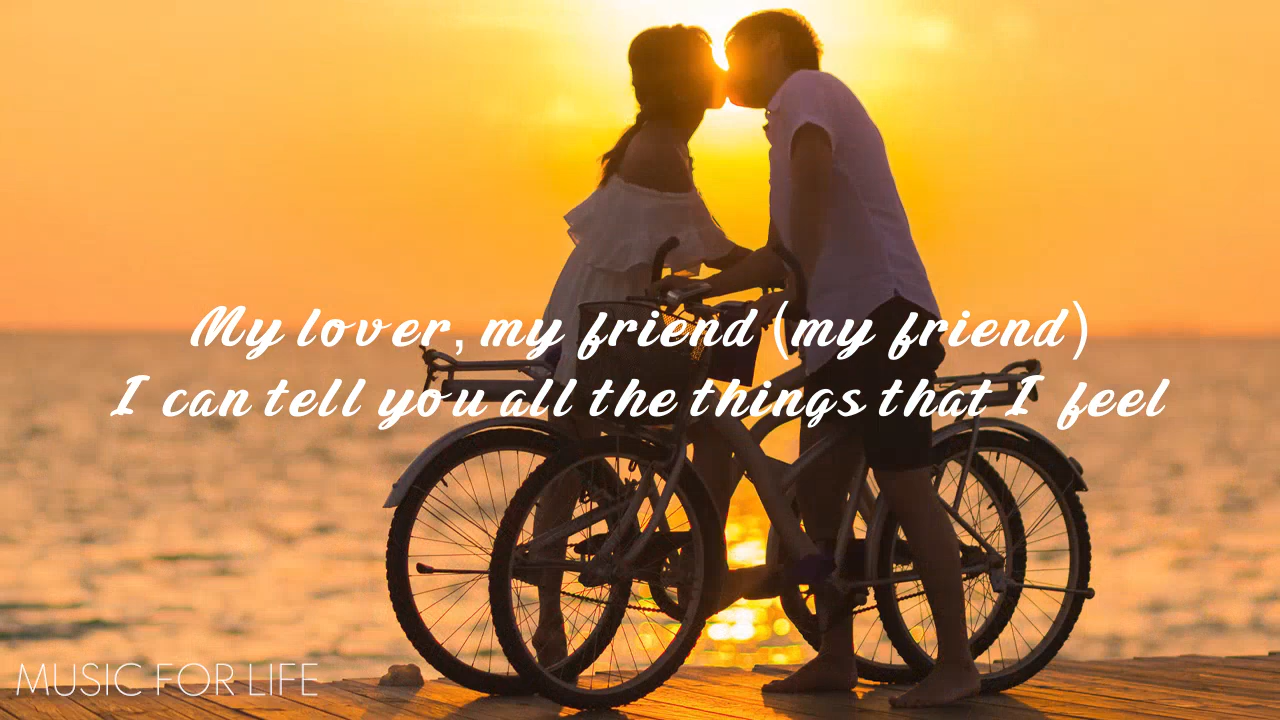 My lover, my friend (my friend)
I can tell you all the things that I feel
MUSIC FOR LIFE